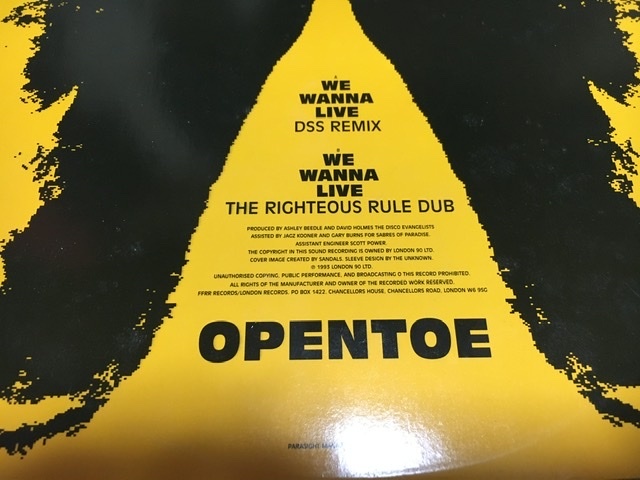 A
WE
WANNA
LIVE
DSS REMIX
B
WE
WANNA
LIVE
THE RIGHTEOUS RULE DUB
PRODUCED BY ASHLEY BEEDLE AND DAVID HOLMES THE DISCO EVANGELISTS
ASSISTED BY JAGZ KOONER AND GARY BURNS FOR SABRES OF PARADISE.
ASSISTANT ENGINEER SCOTT POWER.
THE COPYRIGHT IN THIS SOUND RECORDING IS OWNED BY LONDON 90 LTD.
COVER IMAGE CREATED BY SANDALS. SLEEVE DESIGN BY THE UNKNOWN.
© 1993 LONDON 90 LTD.
UNAUTHORISED COPYING, PUBLIC PERFORMANCE, AND BROADCASTING O THIS RECORD PROHIBITED.
ALL RIGHTS OF THE MANUFACTURER AND OWNER OF THE RECORDED WORK RESERVED.
FFRR RECORDS/LONDON RECORDS. PO BOX 1422. CHANCELLORS HOUSE, CHANCELLORS ROAD, LONDON W6 9SG
OPENTOE
PARASIGHT